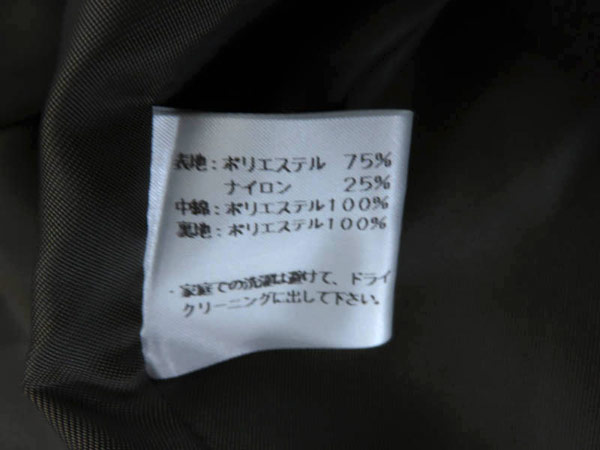 表地：ポリエステル 75%
ナイロン 25%
中綿：ポリエステル100%
裏地：ポリエステル100%
・家庭での洗濯は避けて、ドライ
クリーニングに出して下さい。